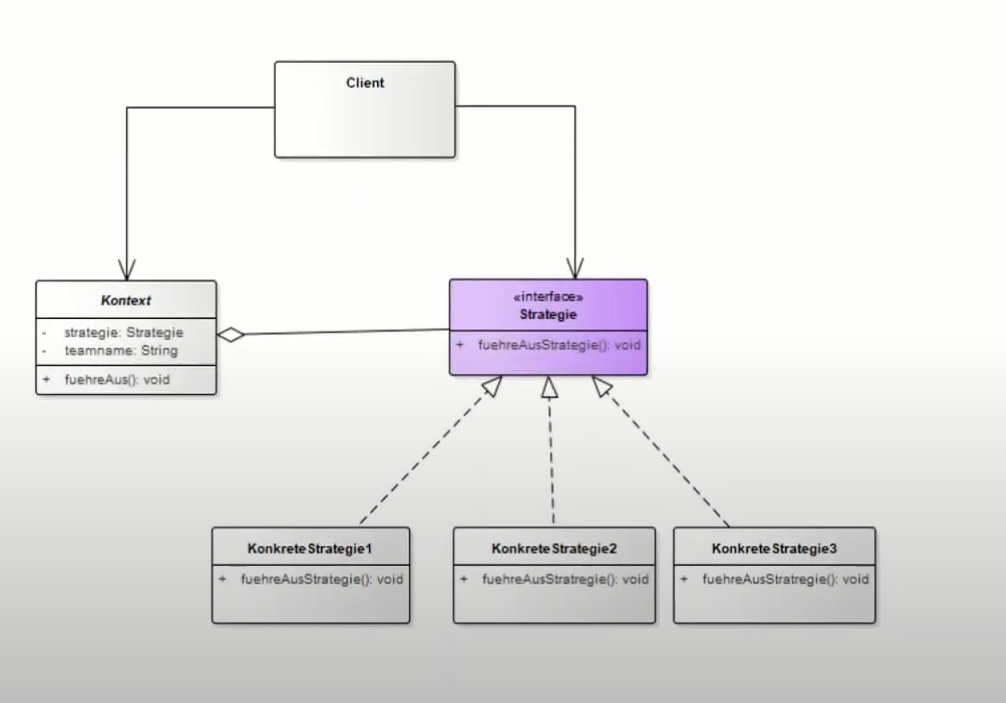 Client
Kontext
- strategie: Strategie
- teamname: String
+ fuehreAus(): void
«interface»
Strategie
+ fuehreAusStrategie(): void
KonkreteStrategie1
+ fuehreAusStrategie(): void
KonkreteStrategie2
+ fuehreAusStratregie(): void
KonkreteStrategie3
+ fuehreAusStratregie(): void